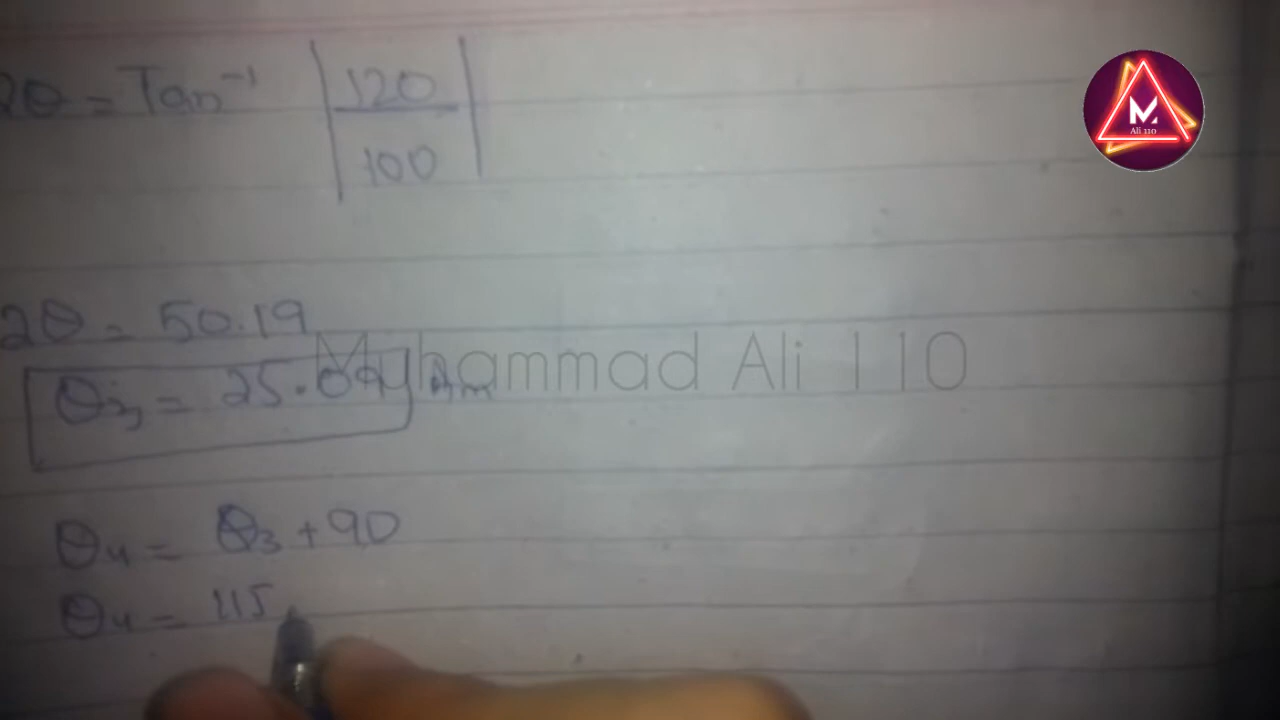 2θ = Tan⁻¹ |120/100|
2θ = 50.19
θ₃ = 25.09
θ₄ = θ₃ + 90
θ₄ = 115
Muhammad Ali 110
M
Ali 110